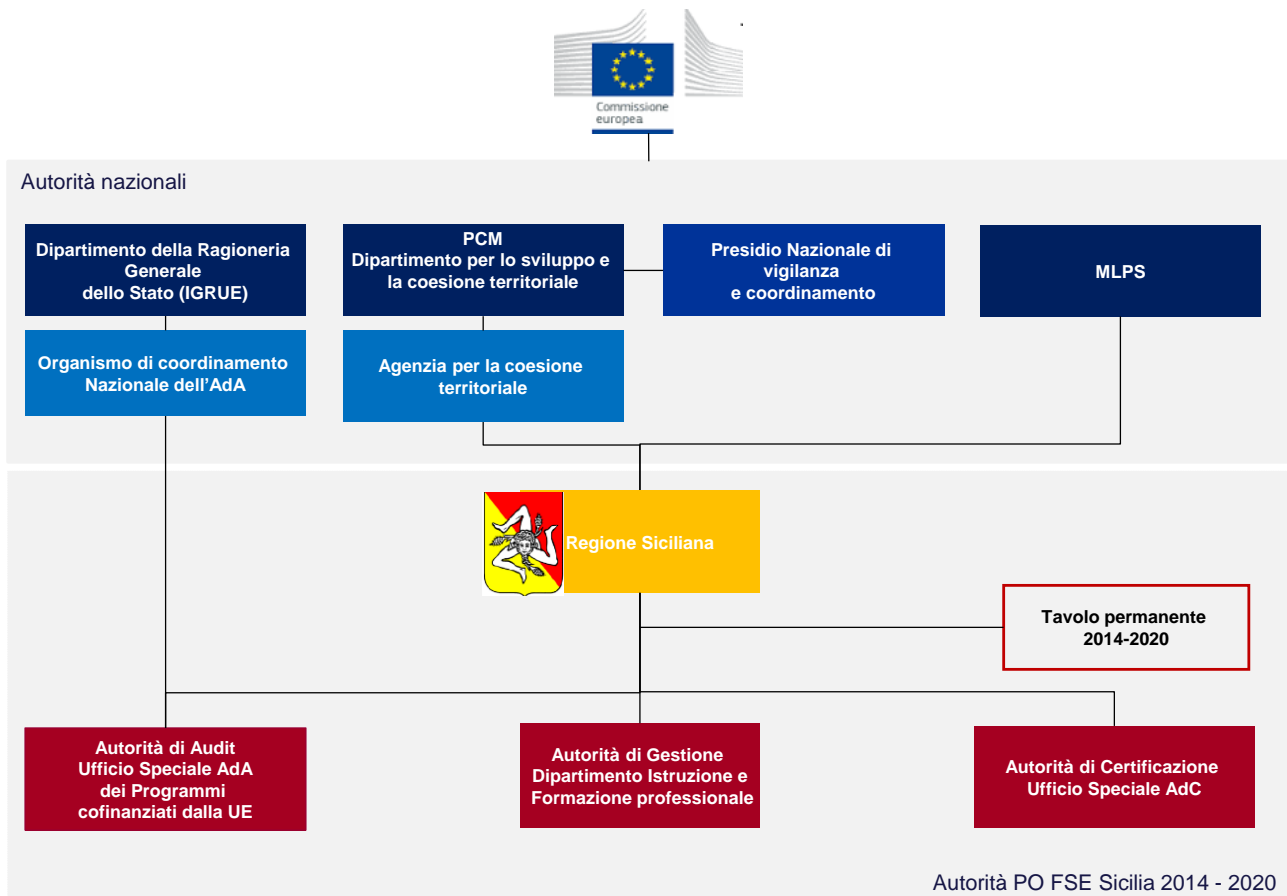 Commissione
europea
Autorità nazionali
Dipartimento della Ragioneria
Generale
dello Stato (IGRUE)
PCM
Dipartimento per lo sviluppo e
la coesione territoriale
Presidio Nazionale di
vigilanza
e coordinamento
MLPS
Organismo di coordinamento
Nazionale dell’AdA
Agenzia per la coesione
territoriale
Regione Siciliana
Tavolo permanente
2014-2020
Autorità di Audit
Ufficio Speciale AdA
dei Programmi
cofinanziati dalla UE
Autorità di Gestione
Dipartimento Istruzione e
Formazione professionale
Autorità di Certificazione
Ufficio Speciale AdC
Autorità PO FSE Sicilia 2014 - 2020